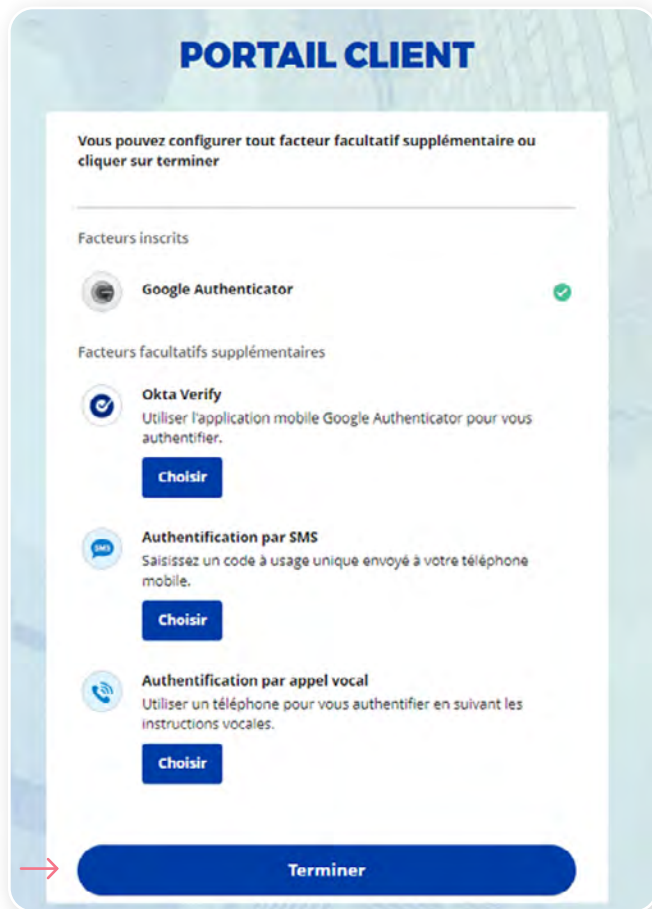 PORTAIL CLIENT
Vous pouvez configurer tout facteur facultatif supplémentaire ou
cliquer sur terminer
Facteurs inscrits
Google Authenticator
Facteurs facultatifs supplémentaires
Okta Verify
Utiliser l'application mobile Google Authenticator pour vous
authentifier.
Choisir
SMS
Authentification par SMS
Saisissez un code à usage unique envoyé à votre téléphone
mobile.
Choisir
Authentification par appel vocal
Utiliser un téléphone pour vous authentifier en suivant les
instructions vocales.
Choisir
Terminer